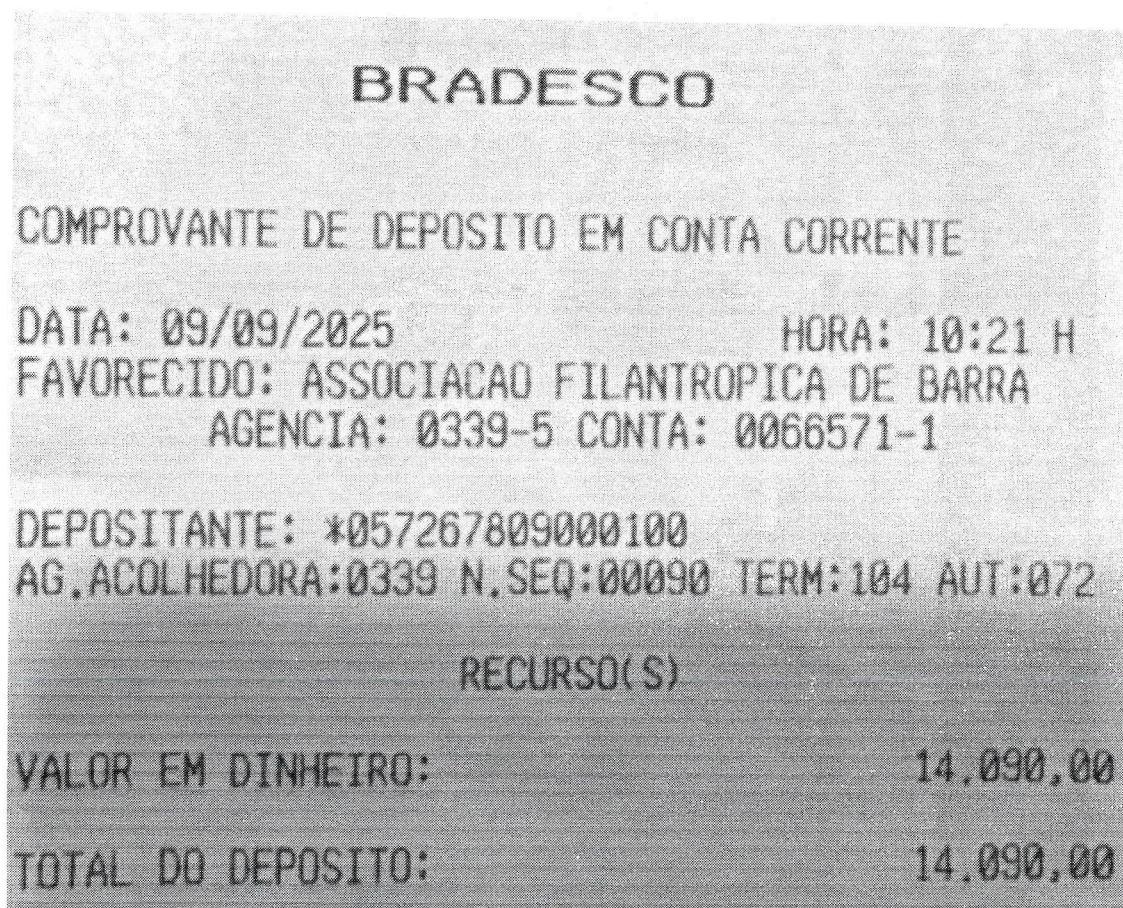 BRADESCO
COMPROVANTE DE DEPOSITO EM CONTA CORRENTE
DATA: 09/09/2025 HORA: 10:21 H
FAVORECIDO: ASSOCIACAO FILANTROPICA DE BARRA
AGENCIA: 0339-5 CONTA: 0066571-1
DEPOSITANTE: *057267809000100
AG.ACOLHEDORA:0339 N.SEQ:00090 TERM:104 AUT:072
RECURSO(S)
VALOR EM DINHEIRO: 14.090,00
TOTAL DO DEPOSITO: 14.090,00